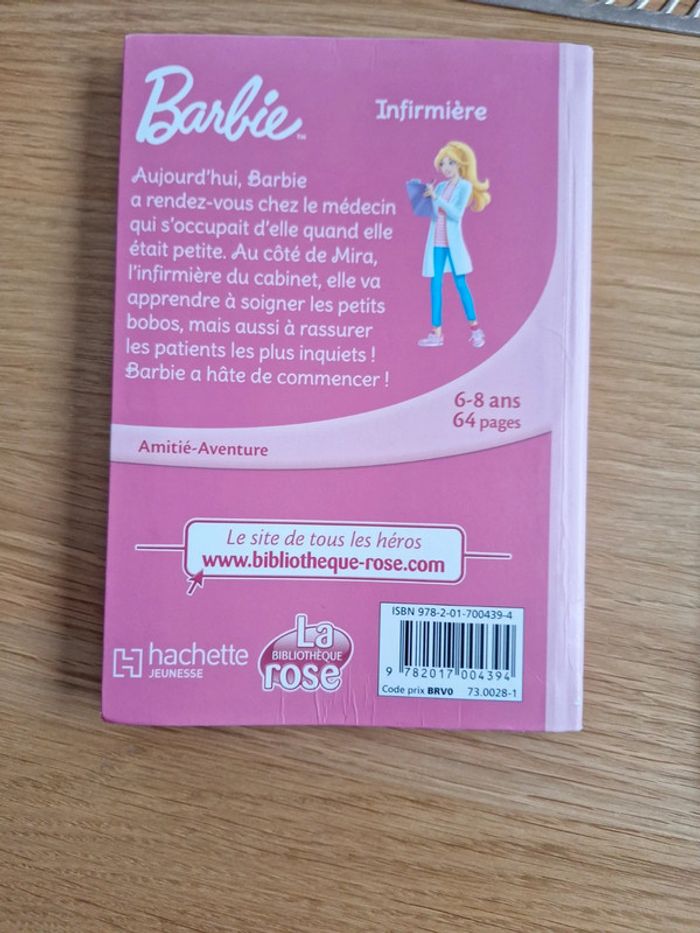 Barbie™
Infirmière
Aujourd'hui, Barbie
a rendez-vous chez le médecin
qui s'occupait d'elle quand elle
était petite. Au côté de Mira,
l'infirmière du cabinet, elle va
apprendre à soigner les petits
bobos, mais aussi à rassurer
les patients les plus inquiets !
Barbie a hâte de commencer !
6-8 ans
64 pages
Amitié-Aventure
Le site de tous les héros
www.bibliotheque-rose.com
hachette
JEUNESSE
La
BIBLIOTHÈQUE
rose
ISBN 978-2-01-700439-4
9 782017 004394
Code prix BRV0 73.0028-1